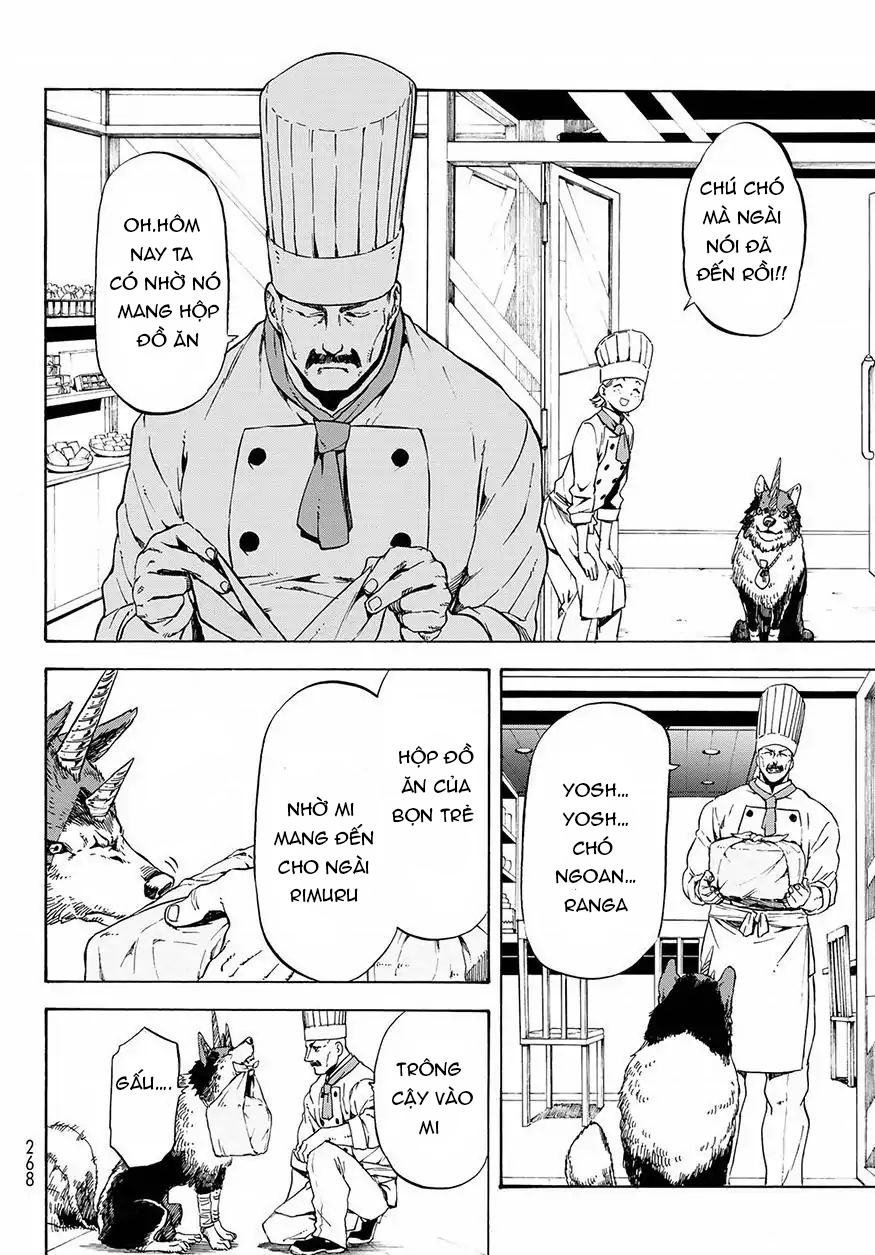 CHÚ CHÓ
MÀ NGÀI
NÓI ĐÃ
ĐẾN RỒI!!
OH.HÔM
NAY TA
CÓ NHỜ NÓ
MANG HỘP
ĐỒ ĂN
YOSH...
YOSH...
CHÓ
NGOAN...
RANGA
HỘP ĐỒ
ĂN CỦA
BỌN TRẺ
NHỜ MI
MANG ĐẾN
CHO NGÀI
RIMURU
TRÔNG
CẬY VÀO
MI
GẤU....
268